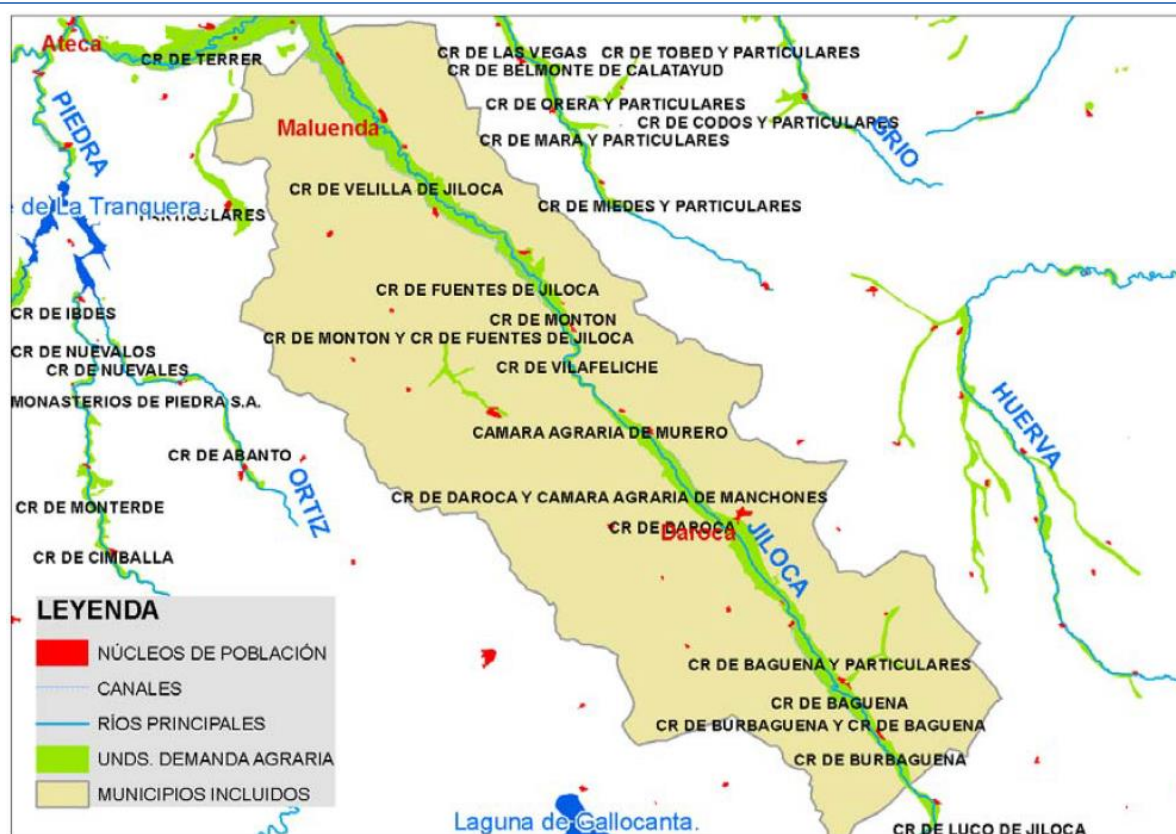 Ateca
CR DE TERRER
CR DE LAS VEGAS
CR DE TOBED Y PARTICULARES
CR DE BELMONTE DE CALATAYUD
PIEDRA
Maluenda
CR DE ORERA Y PARTICULARES
CR DE CODOS Y PARTICULARES
CR DE MARA Y PARTICULARES
GRIO
CR DE VELILLA DE JILOCA
e de La Tranquera.
PARTICULARES
CR DE MIEDES Y PARTICULARES
CR DE FUENTES DE JILOCA
CR DE IBDES
CR DE MONTON
CR DE MONTON Y CR DE FUENTES DE JILOCA
CR DE NUEVALOS
CR DE NUEVALES
CR DE VILAFELICHE
MONASTERIOS DE PIEDRA S.A.
HUERVA
CAMARA AGRARIA DE MURERO
CR DE ABANTO
ORTIZ
CR DE DAROCA Y CAMARA AGRARIA DE MANCHONES
CR DE MONTERDE
CR DE DAROCA
Daroca
JILOCA
CR DE CIMBALLA
LEYENDA
NÚCLEOS DE POBLACIÓN
CANALES
RÍOS PRINCIPALES
UNDS. DEMANDA AGRARIA
MUNICIPIOS INCLUIDOS
CR DE BAGUENA Y PARTICULARES
CR DE BAGUENA
CR DE BURBAGUENA Y CR DE BAGUENA
CR DE BURBAGUENA
Laguna de Gallocanta.
CR DE LUCO DE JILOCA